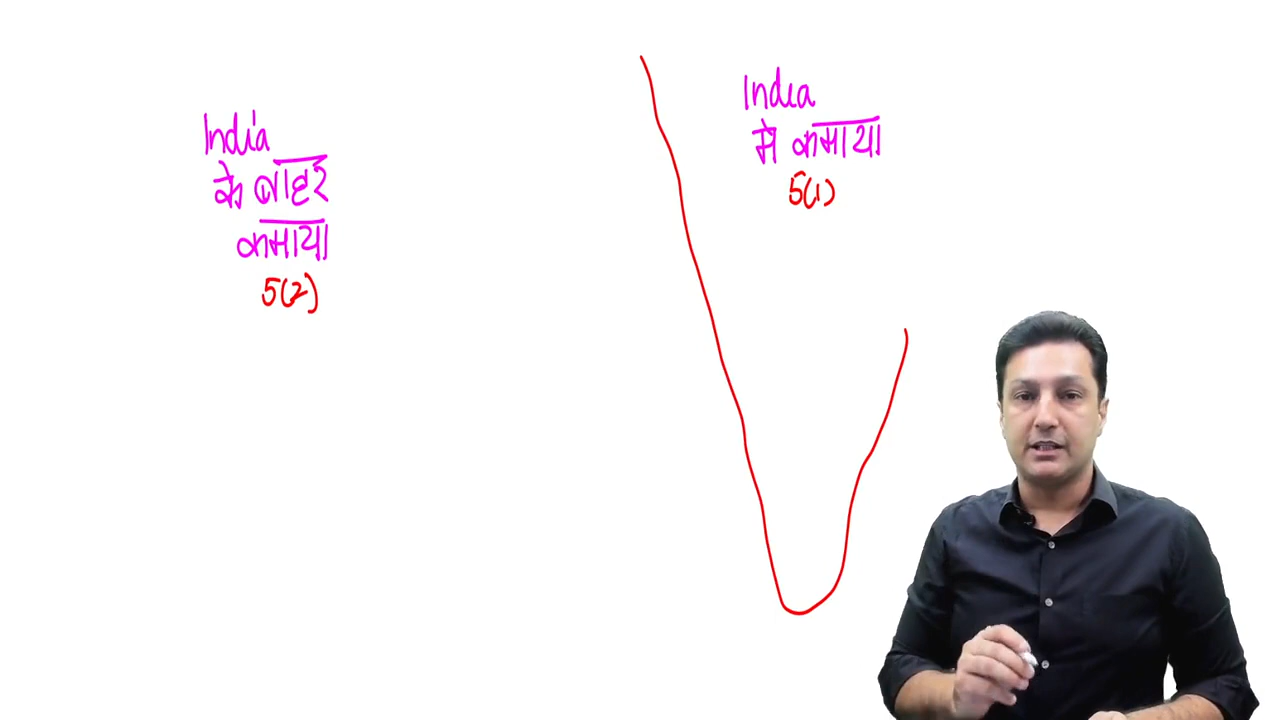 India
के बाहर
कमाया
5(2)
India
में कमाया
5(1)